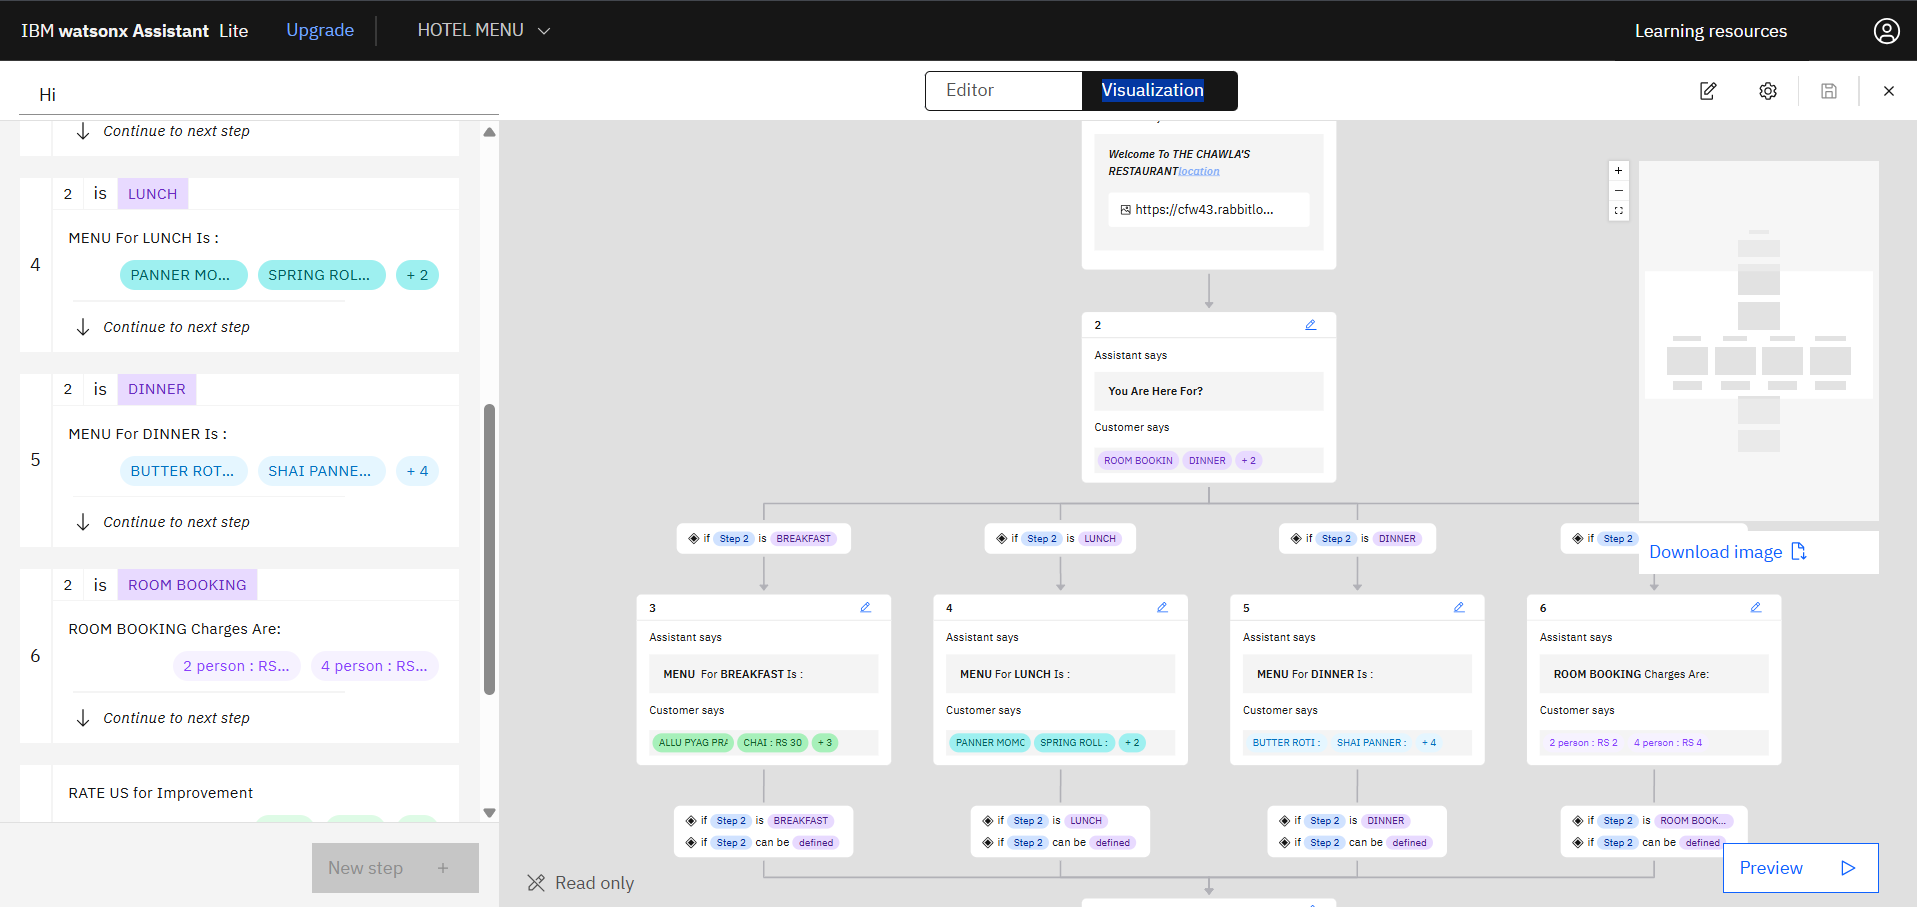 IBM watsonx Assistant Lite
Upgrade
HOTEL MENU
Learning resources
Hi
Editor
Visualization
Continue to next step
2 is LUNCH
4
MENU For LUNCH Is :
PANNER MO...
SPRING ROL...
+ 2
Continue to next step
2 is DINNER
5
MENU For DINNER Is :
BUTTER ROT...
SHAI PANNE...
+ 4
Continue to next step
2 is ROOM BOOKING
6
ROOM BOOKING Charges Are:
2 person : RS...
4 person : RS...
Continue to next step
RATE US for Improvement
New step +
Welcome To THE CHAWLA'S
RESTAURANTlocation
https://cfw43.rabbitlo...
2
Assistant says
You Are Here For?
Customer says
ROOM BOOKIN
DINNER
+ 2
if Step 2 is BREAKFAST
if Step 2 is LUNCH
if Step 2 is DINNER
if Step 2
3
Assistant says
MENU For BREAKFAST Is :
Customer says
ALLU PYAG PRA
CHAI : RS 30
+ 3
4
Assistant says
MENU For LUNCH Is :
Customer says
PANNER MOMO
SPRING ROLL :
+ 2
5
Assistant says
MENU For DINNER Is :
Customer says
BUTTER ROTI :
SHAI PANNER :
+ 4
6
Assistant says
ROOM BOOKING Charges Are:
Customer says
2 person : RS 2
4 person : RS 4
if Step 2 is BREAKFAST
if Step 2 can be defined
if Step 2 is LUNCH
if Step 2 can be defined
if Step 2 is DINNER
if Step 2 can be defined
if Step 2 is ROOM BOOK...
if Step 2 can be defined
Download image
Read only
Preview